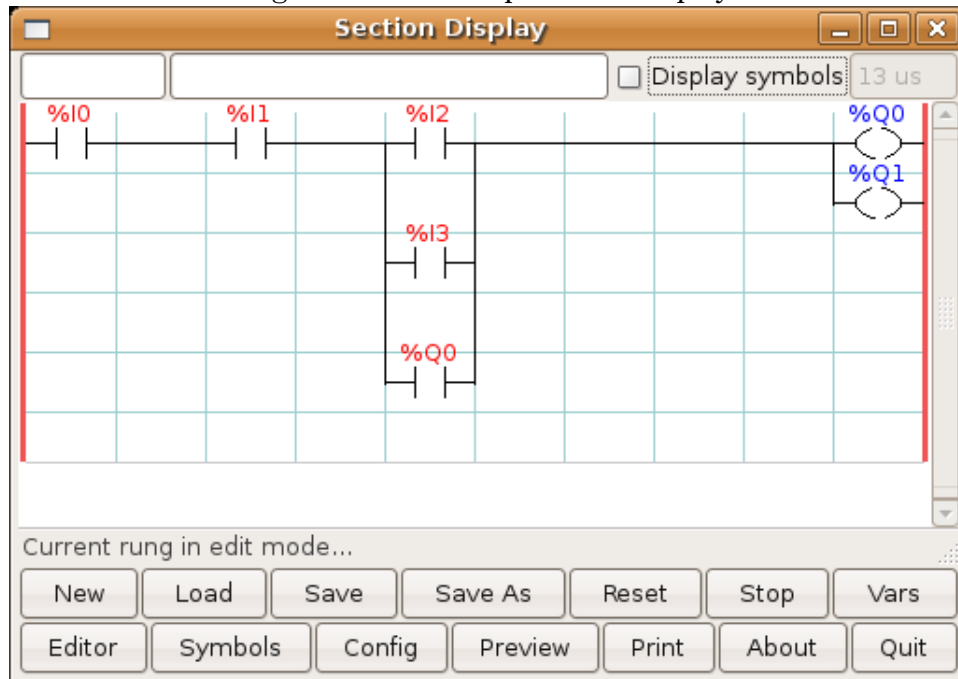 Section Display
Display symbols 13 us
%I0 %I1 %I2 %Q0
%Q1
%I3
%Q0
Current rung in edit mode...
New Load Save Save As Reset Stop Vars
Editor Symbols Config Preview Print About Quit